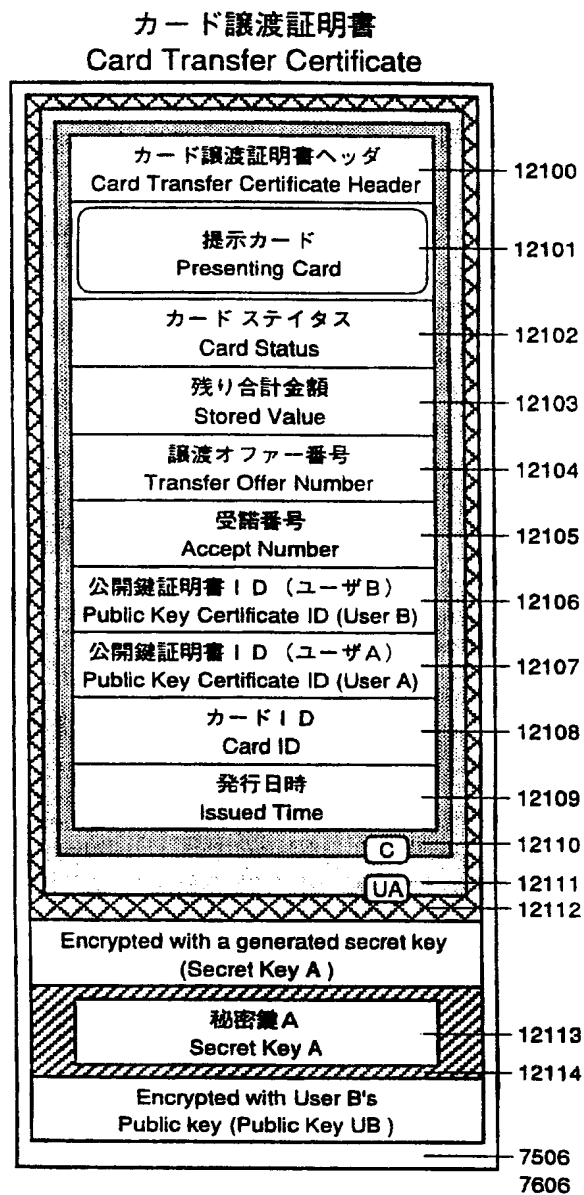 カード譲渡証明書
Card Transfer Certificate
カード譲渡証明書ヘッダ
Card Transfer Certificate Header
12100
提示カード
Presenting Card
12101
カード ステイタス
Card Status
12102
残り合計金額
Stored Value
12103
譲渡オファー番号
Transfer Offer Number
12104
受諾番号
Accept Number
12105
公開鍵証明書ID(ユーザB)
Public Key Certificate ID (User B)
12106
公開鍵証明書ID(ユーザA)
Public Key Certificate ID (User A)
12107
カードID
Card ID
12108
発行日時
Issued Time
12109
C
12110
UA
12111
12112
Encrypted with a generated secret key
(Secret Key A )
秘密鍵A
Secret Key A
12113
12114
Encrypted with User B's
Public key (Public Key UB )
7506
7606